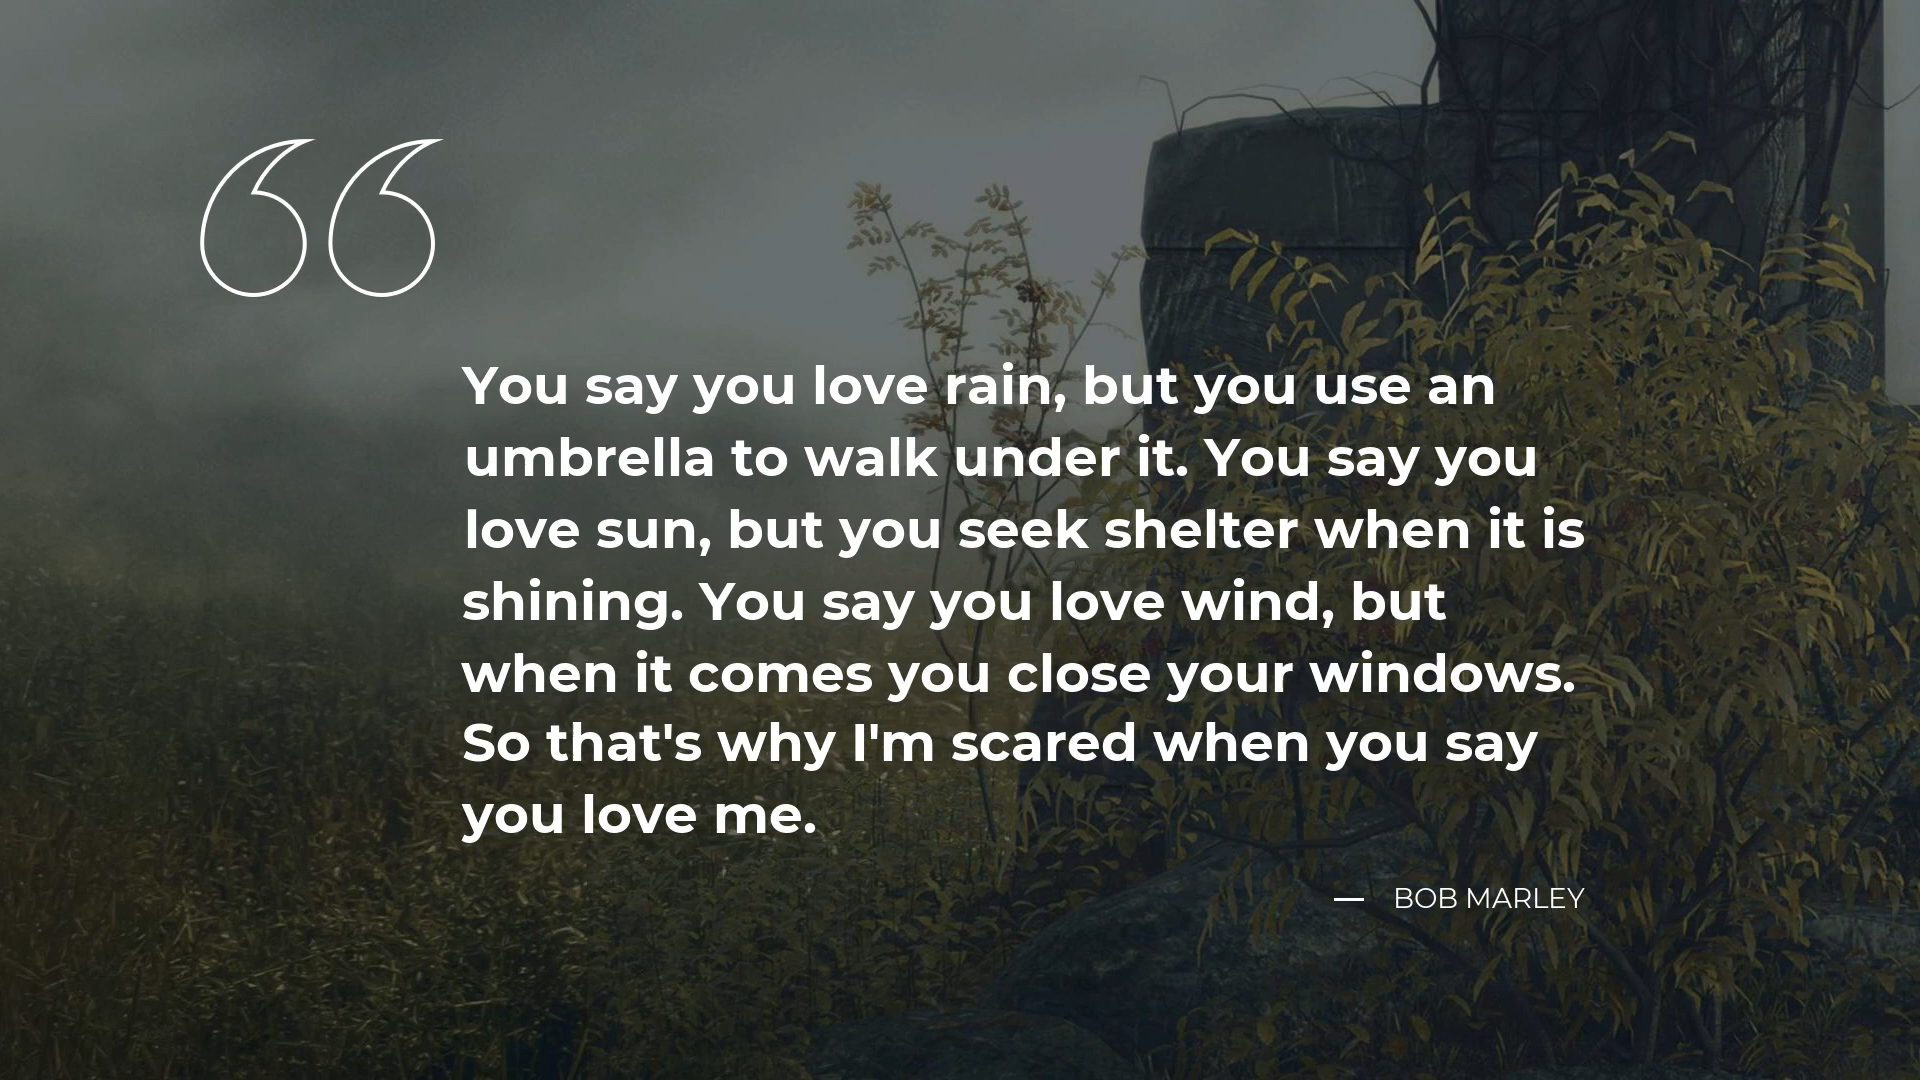 You say you love rain, but you use an
umbrella to walk under it. You say you
love sun, but you seek shelter when it is
shining. You say you love wind, but
when it comes you close your windows.
So that's why I'm scared when you say
you love me.
— BOB MARLEY